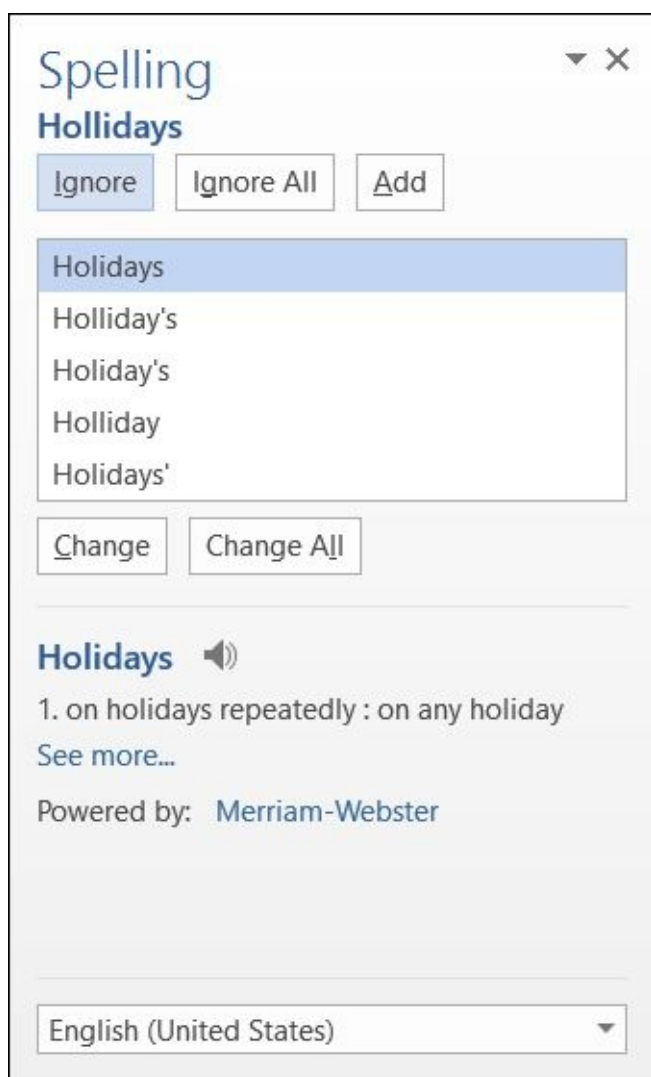 Spelling
Hollidays
Ignore Ignore All Add
Holidays
Holliday's
Holiday's
Holliday
Holidays'
Change Change All
Holidays
1. on holidays repeatedly : on any holiday
See more...
Powered by: Merriam-Webster
English (United States)